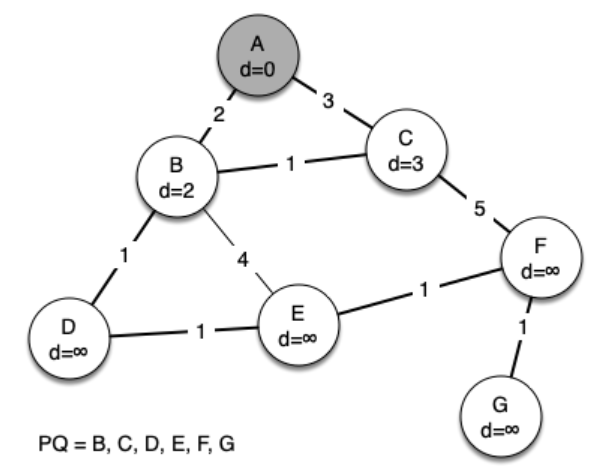 A
d=0
2
3
C
d=3
B
d=2
1
5
F
d=∞
1
4
E
d=∞
1
D
d=∞
1
1
G
d=∞
PQ = B, C, D, E, F, G